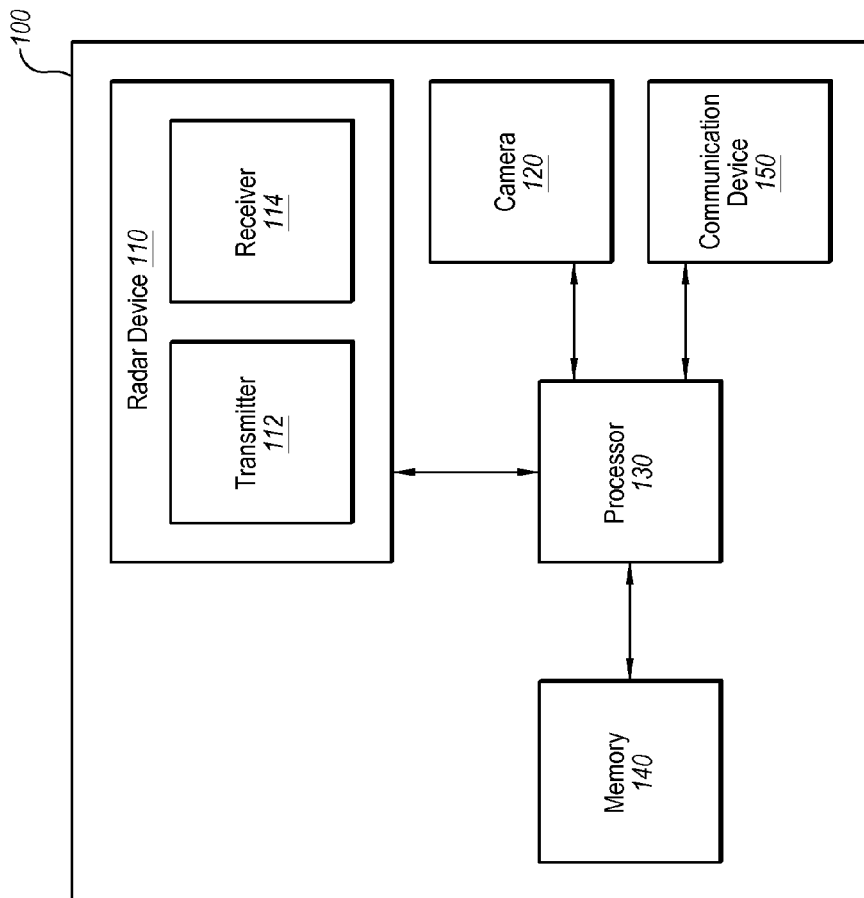 100
Radar Device 110
Transmitter
112
Receiver
114
Memory
140
Processor
130
Camera
120
Communication
Device
150